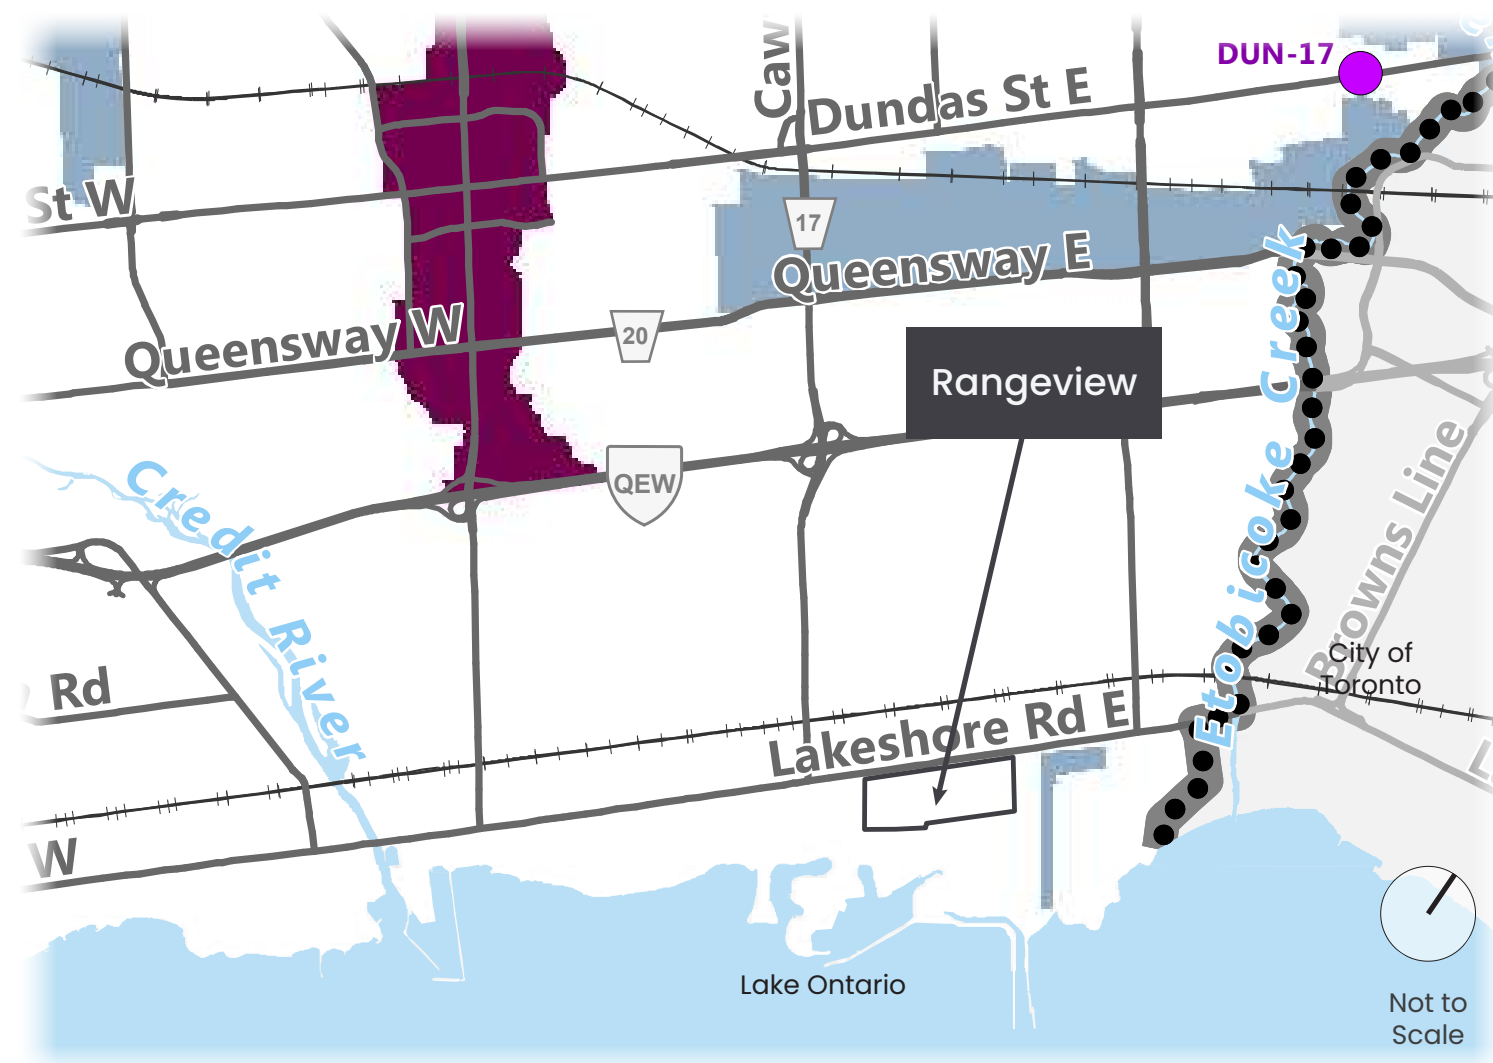 DUN-17
Caw
Dundas St E
St W
17
Queensway E
Queensway W
20
Rangeview
QEW
Credit River
Etobicoke Creek
Browns Line
City of
Toronto
Rd
Lakeshore Rd E
L
W
Lake Ontario
Not to
Scale